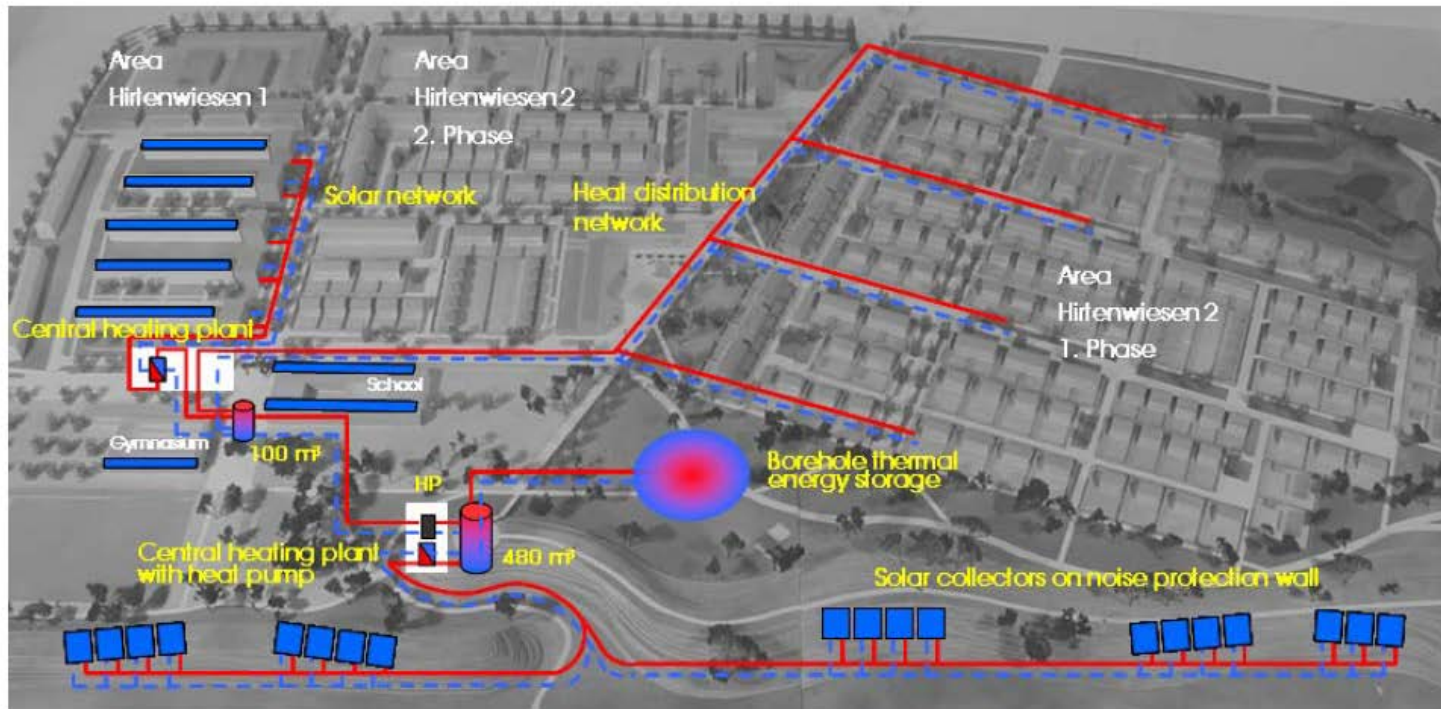 Area
Hirtenwiesen 1
Area
Hirtenwiesen 2
2. Phase
Solar network
Heat distribution
network
Area
Hirtenwiesen 2
1. Phase
Central heating plant
School
Gymnasium
100 m³
HP
Borehole thermal
energy storage
480 m³
Central heating plant
with heat pump
Solar collectors on noise protection wall